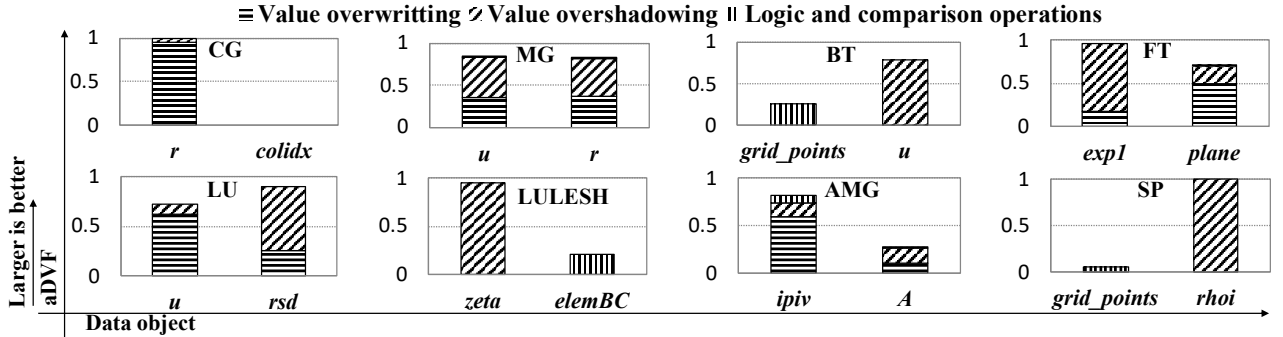 Value overwritting Value overshadowing Logic and comparison operations
1 CG 0.5 0 r colidx
1 MG 0.5 0 u r
1 BT 0.5 0 grid_points u
1 FT 0.5 0 exp1 plane
1 LU 0.5 0 u rsd
1 LULESH 0.5 0 zeta elemBC
1 AMG 0.5 0 ipiv A
1 SP 0.5 0 grid_points rhoi
Larger is better
aDVF
Data object